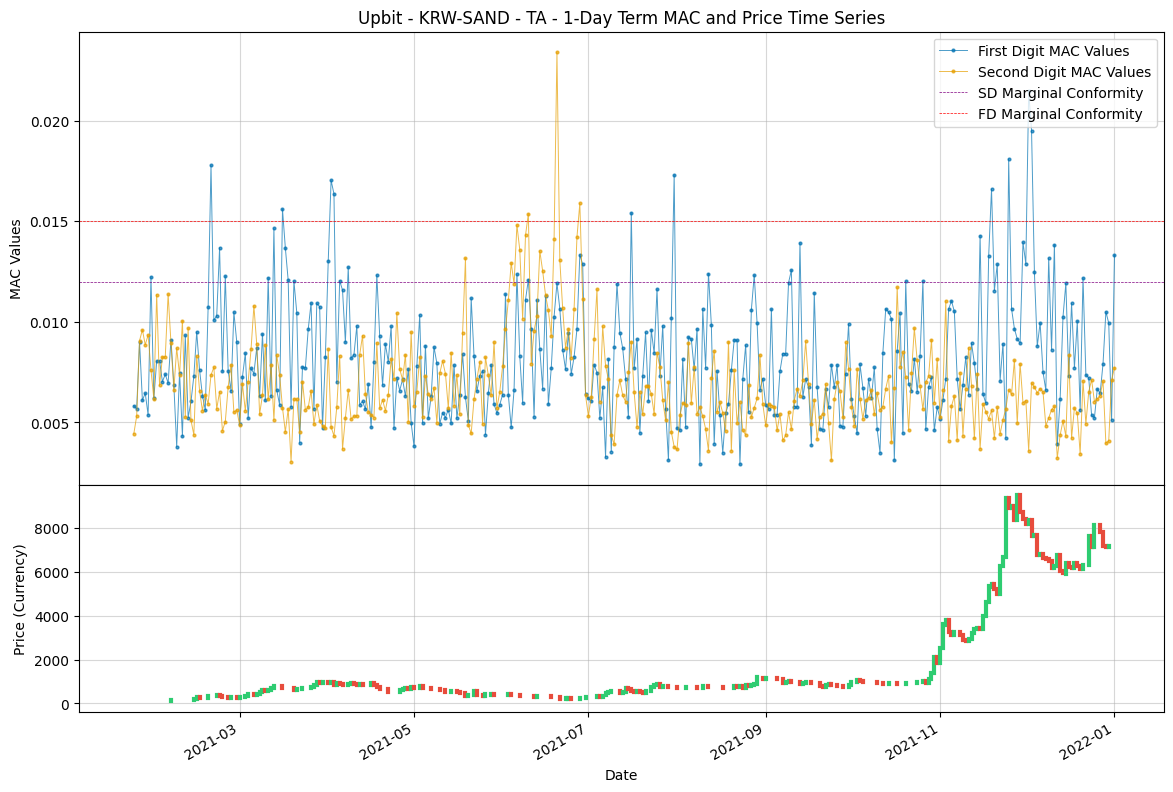 Upbit - KRW-SAND - TA - 1-Day Term MAC and Price Time Series
First Digit MAC Values
Second Digit MAC Values
SD Marginal Conformity
FD Marginal Conformity
MAC Values
0.020
0.015
0.010
0.005
Price (Currency)
8000
6000
4000
2000
0
2021-03
2021-05
2021-07
2021-09
2021-11
2022-01
Date